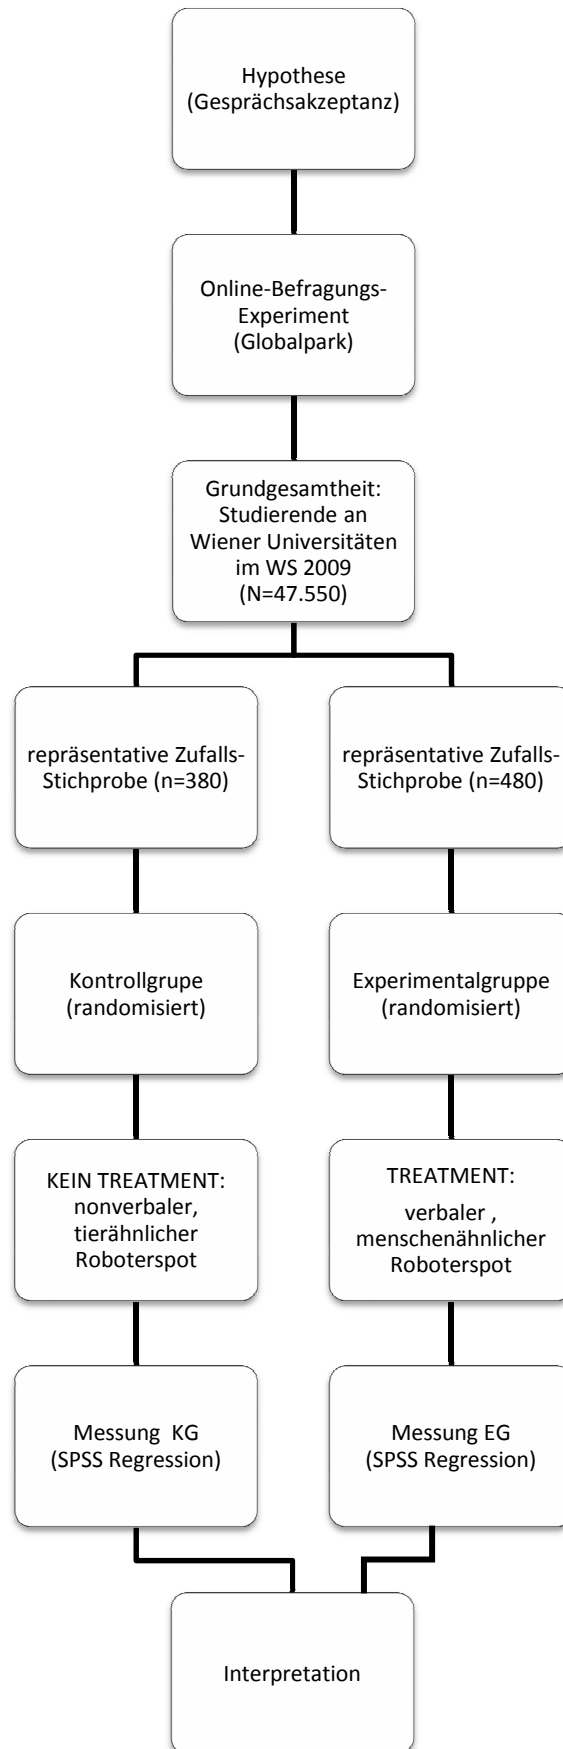 Hypothese
(Gesprächsakzeptanz)
Online-Befragungs-
Experiment
(Globalpark)
Grundgesamtheit:
Studierende an
Wiener Universitäten
im WS 2009
(N=47.550)
repräsentative Zufalls-
Stichprobe (n=380)
repräsentative Zufalls-
Stichprobe (n=480)
Kontrollgrupe
(randomisiert)
Experimentalgruppe
(randomisiert)
KEIN TREATMENT:
nonverbaler,
tierähnlicher
Roboterspot
TREATMENT:
verbaler ,
menschenähnlicher
Roboterspot
Messung KG
(SPSS Regression)
Messung EG
(SPSS Regression)
Interpretation